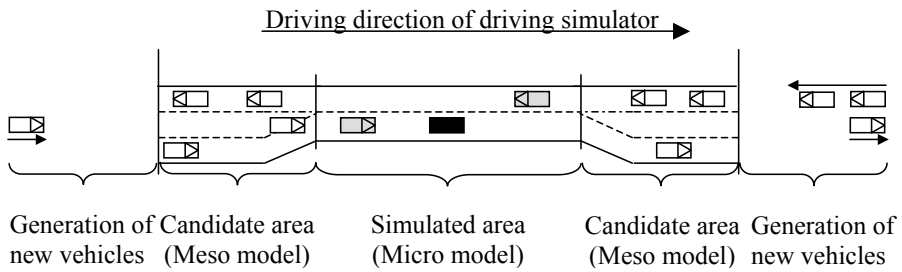 Driving direction of driving simulator
Generation of new vehicles
Candidate area (Meso model)
Simulated area (Micro model)
Candidate area (Meso model)
Generation of new vehicles